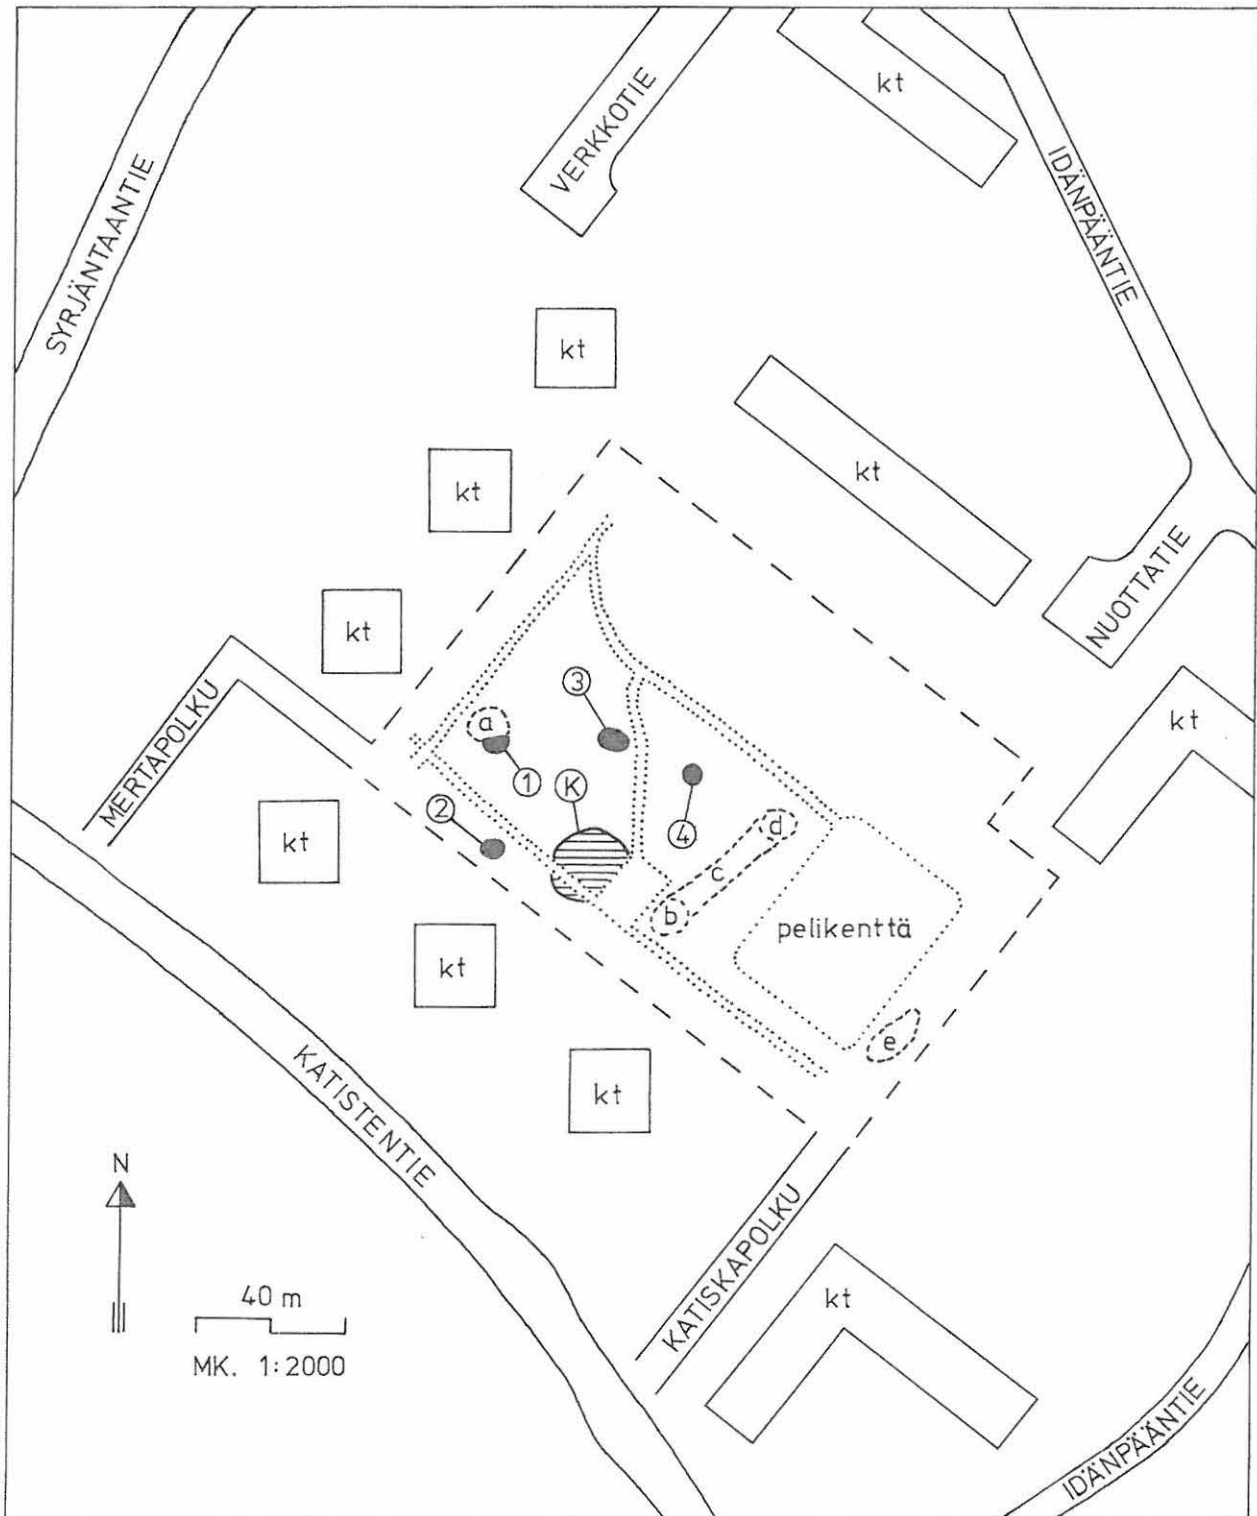 kt
VERKKOTIE
IDÄNPÄÄNTIE
SYRJÄNTAANTIE
kt
kt
kt
NUOTTATIE
kt
3
a
kt
MERTAPOLKU
1
K
2
4
d
kt
c
b
pelikenttä
kt
e
kt
KATISTENTIE
N
KATISKAPOLKU
40 m
kt
MK. 1:2000
IDÄNPÄÄNTIE